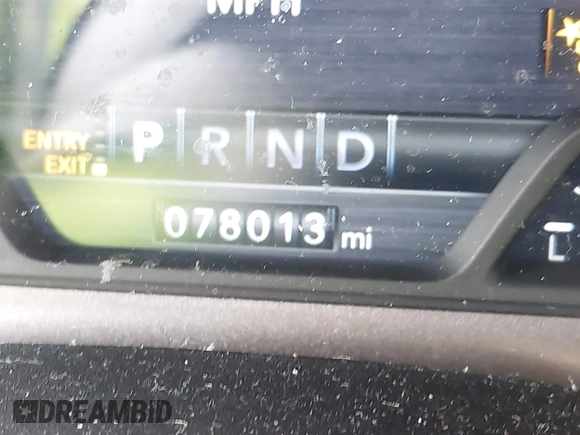 MPH
ENTRY
EXIT
P R N D
078013 mi
L
DREAMBID